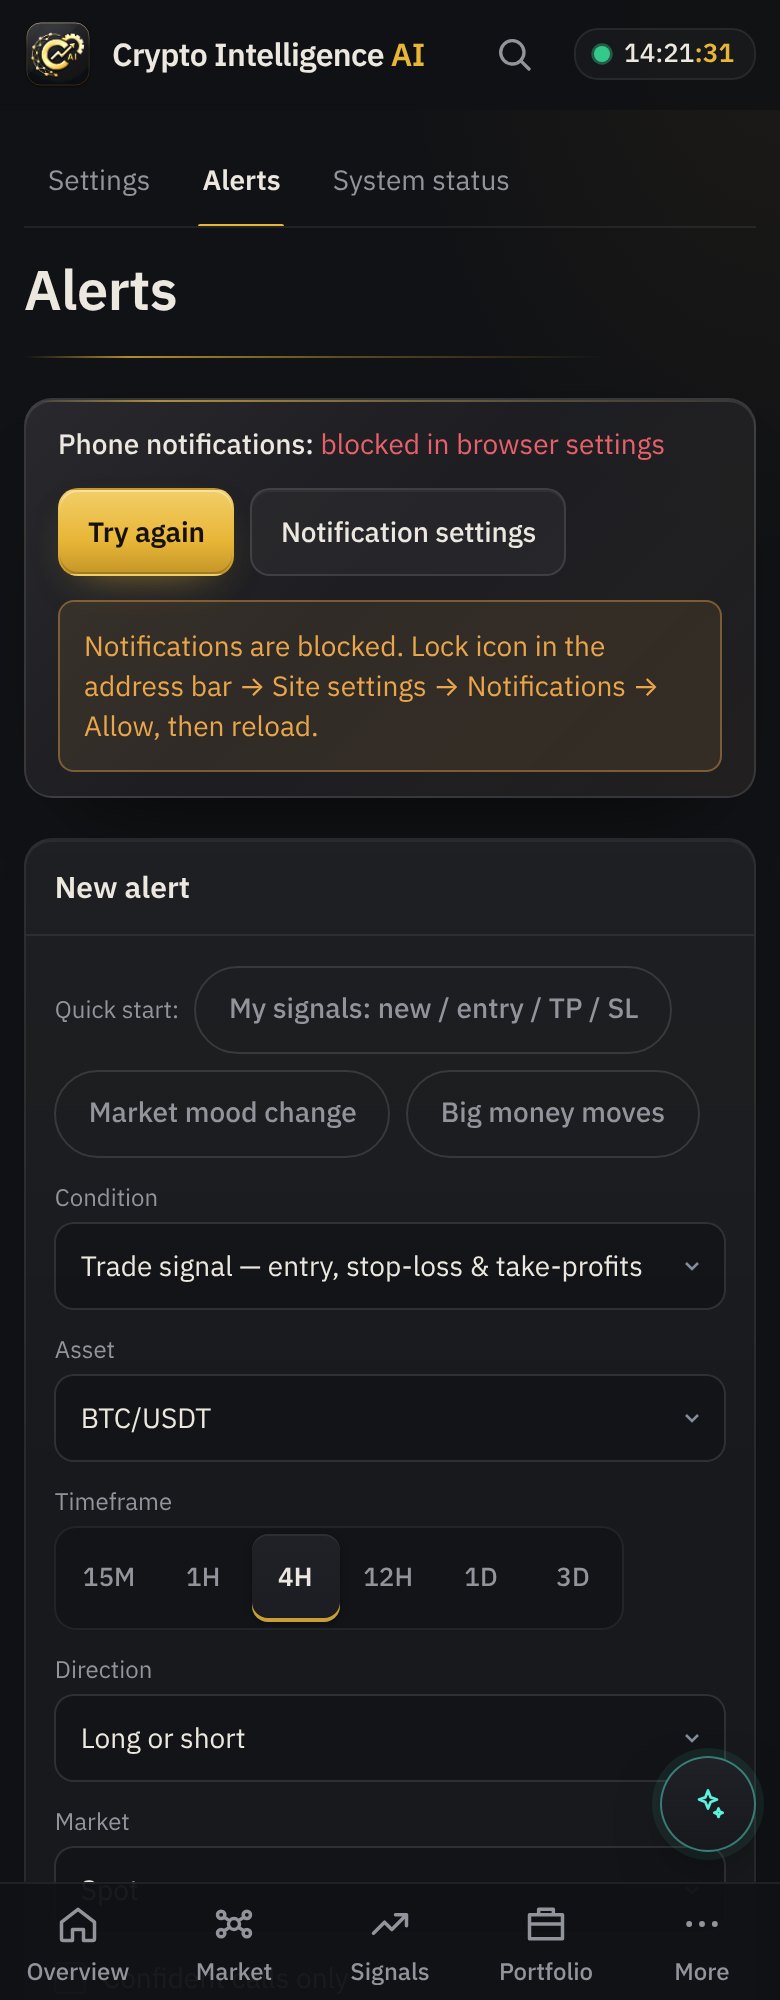 Crypto Intelligence AI
14:21:31
Settings Alerts System status
Alerts
Phone notifications: blocked in browser settings
Try again Notification settings
Notifications are blocked. Lock icon in the
address bar → Site settings → Notifications →
Allow, then reload.
New alert
Quick start: My signals: new / entry / TP / SL
Market mood change Big money moves
Condition
Trade signal — entry, stop-loss & take-profits
Asset
BTC/USDT
Timeframe
15M 1H 4H 12H 1D 3D
Direction
Long or short
Market
Spot
Confident calls only
Overview Market Signals Portfolio More